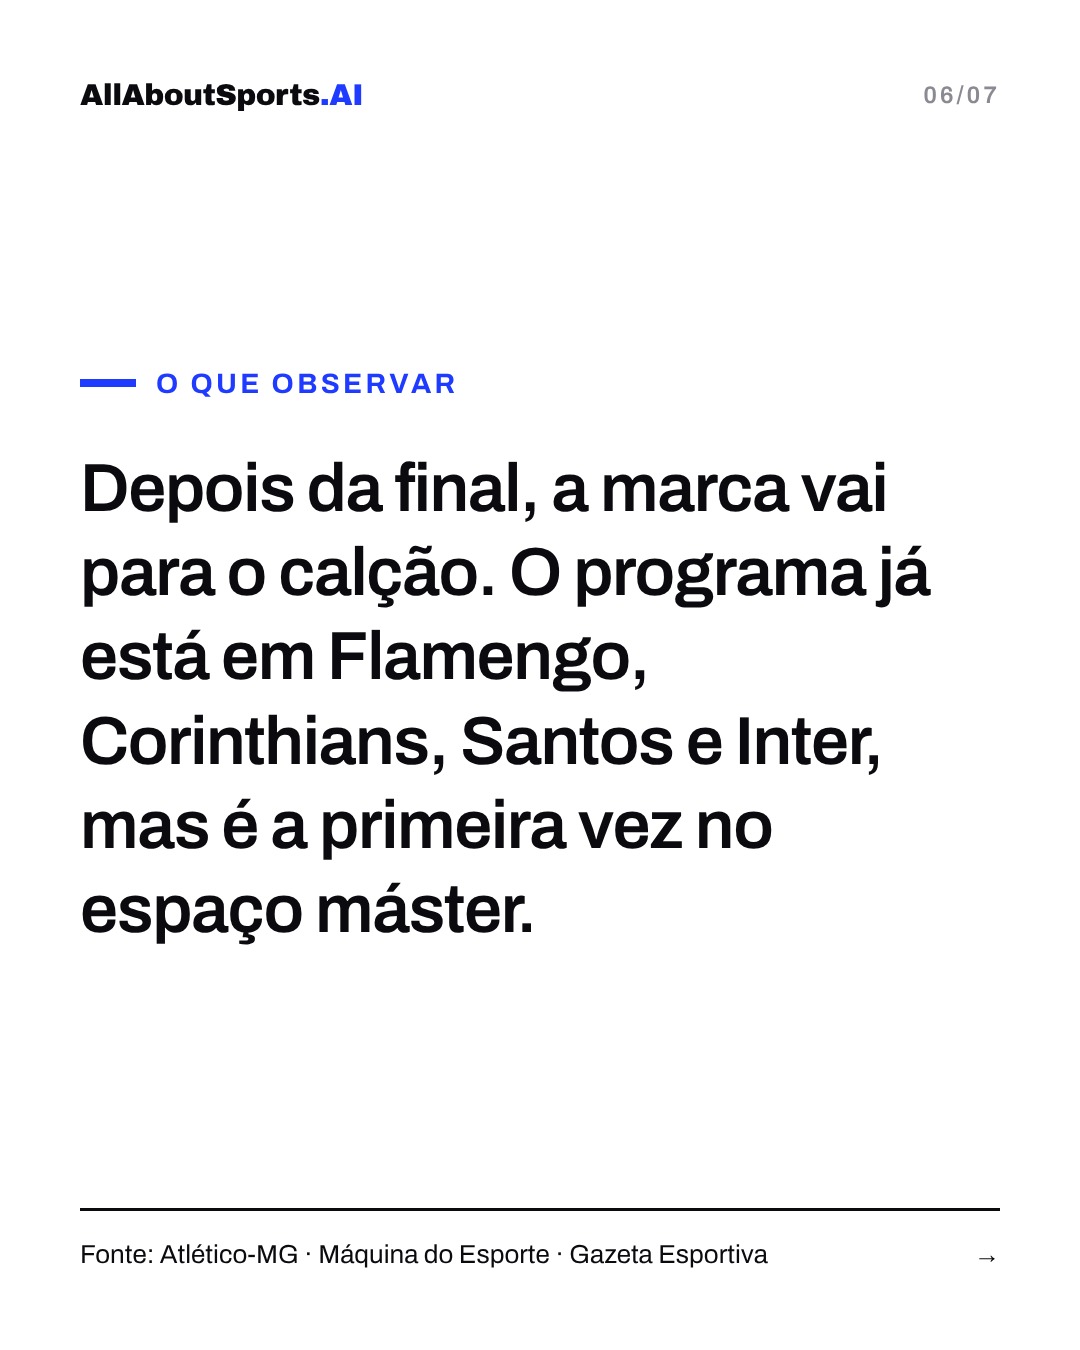 AllAboutSports.AI
06/07
O QUE OBSERVAR
Depois da final, a marca vai
para o calção. O programa já
está em Flamengo,
Corinthians, Santos e Inter,
mas é a primeira vez no
espaço máster.
Fonte: Atlético-MG · Máquina do Esporte · Gazeta Esportiva →